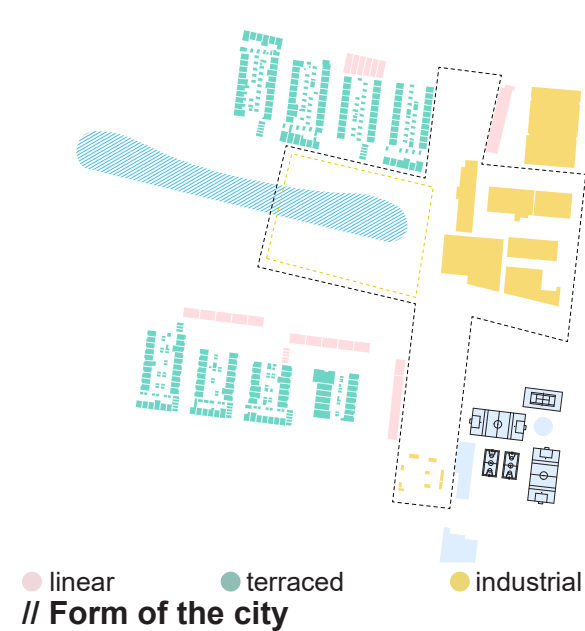 linear terraced industrial
// Form of the city